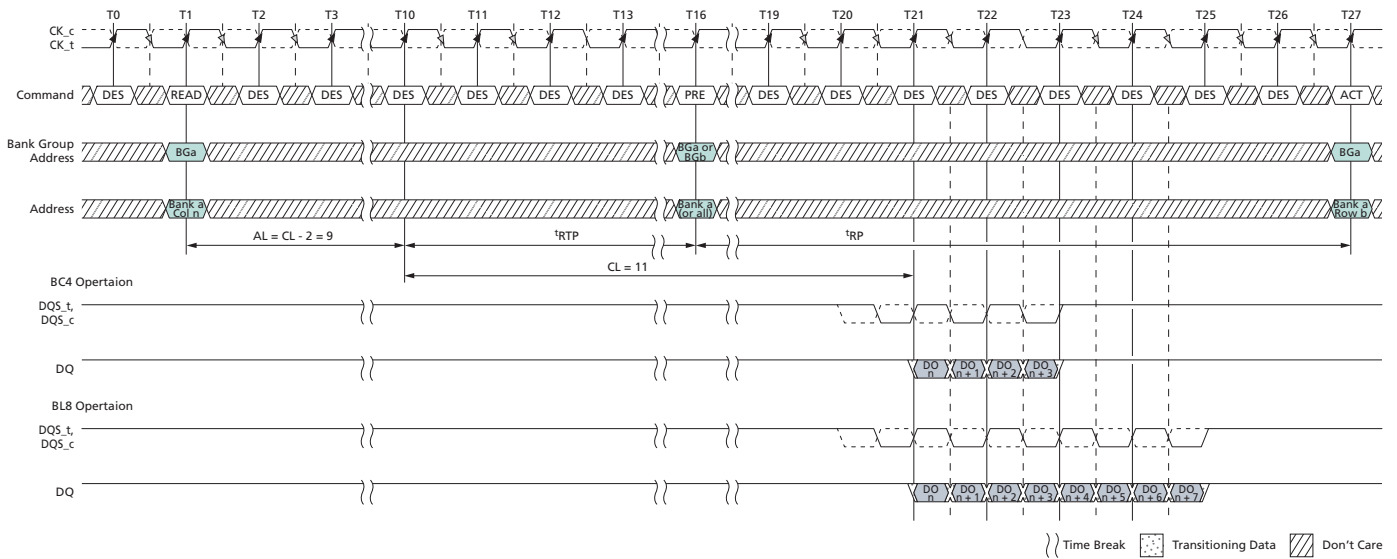 T0 T1 T2 T3 T10 T11 T12 T13 T16 T19 T20 T21 T22 T23 T24 T25 T26 T27
CK_c
CK_t
Command DES READ DES DES DES DES DES DES PRE DES DES DES DES DES DES DES DES ACT
Bank Group
Address
BGa
BGa or
BGb
BGa
Address
Bank a
Col n
Bank a
(or all)
Bank a
Row b
AL = CL - 2 = 9
tRTP
tRP
CL = 11
BC4 Opertaion
DQS_t,
DQS_c
DQ
DO
n
DO
n + 1
DO
n + 2
DO
n + 3
BL8 Opertaion
DQS_t,
DQS_c
DQ
DO
n
DO
n + 1
DO
n + 2
DO
n + 3
DO
n + 4
DO
n + 5
DO
n + 6
DO
n + 7
Time Break Transitioning Data Don't Care